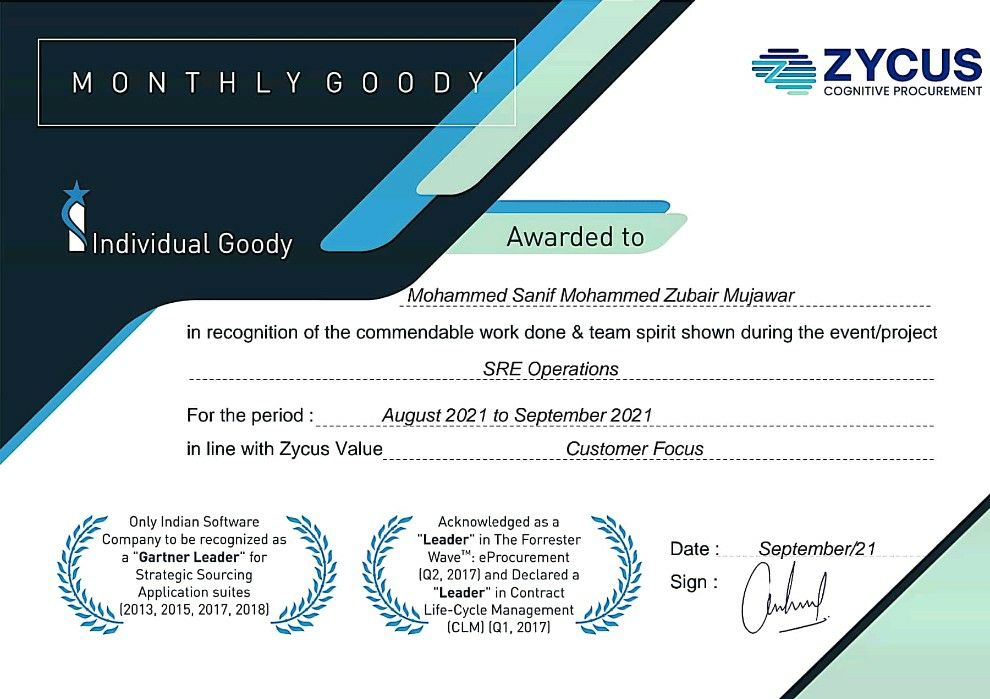 MONTHLY GOODY
ZYCUS
COGNITIVE PROCUREMENT
Individual Goody
Awarded to
Mohammed Sanif Mohammed Zubair Mujawar
in recognition of the commendable work done & team spirit shown during the event/project
SRE Operations
For the period : August 2021 to September 2021
in line with Zycus Value Customer Focus
Only Indian Software
Company to be recognized as
a "Gartner Leader" for
Strategic Sourcing
Application suites
(2013, 2015, 2017, 2018)
Acknowledged as a
"Leader" in The Forrester
Wave™: eProcurement
(Q2, 2017) and Declared a
"Leader" in Contract
Life-Cycle Management
(CLM) (Q1, 2017)
Date : September/21
Sign :